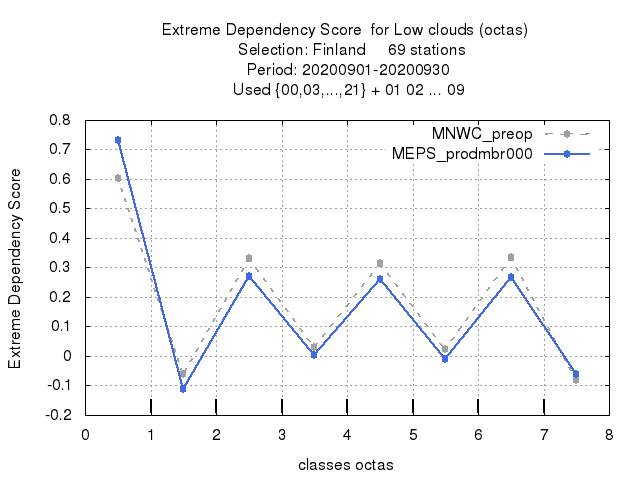 Extreme Dependency Score  for Low clouds (octas)
Selection: Finland     69 stations
Period: 20200901-20200930
Used {00,03,...,21} + 01 02 ... 09
MNWC_preop
MEPS_prodmbr000
Extreme Dependency Score
0.8
0.7
0.6
0.5
0.4
0.3
0.2
0.1
0
-0.1
-0.2
0 1 2 3 4 5 6 7 8
classes octas